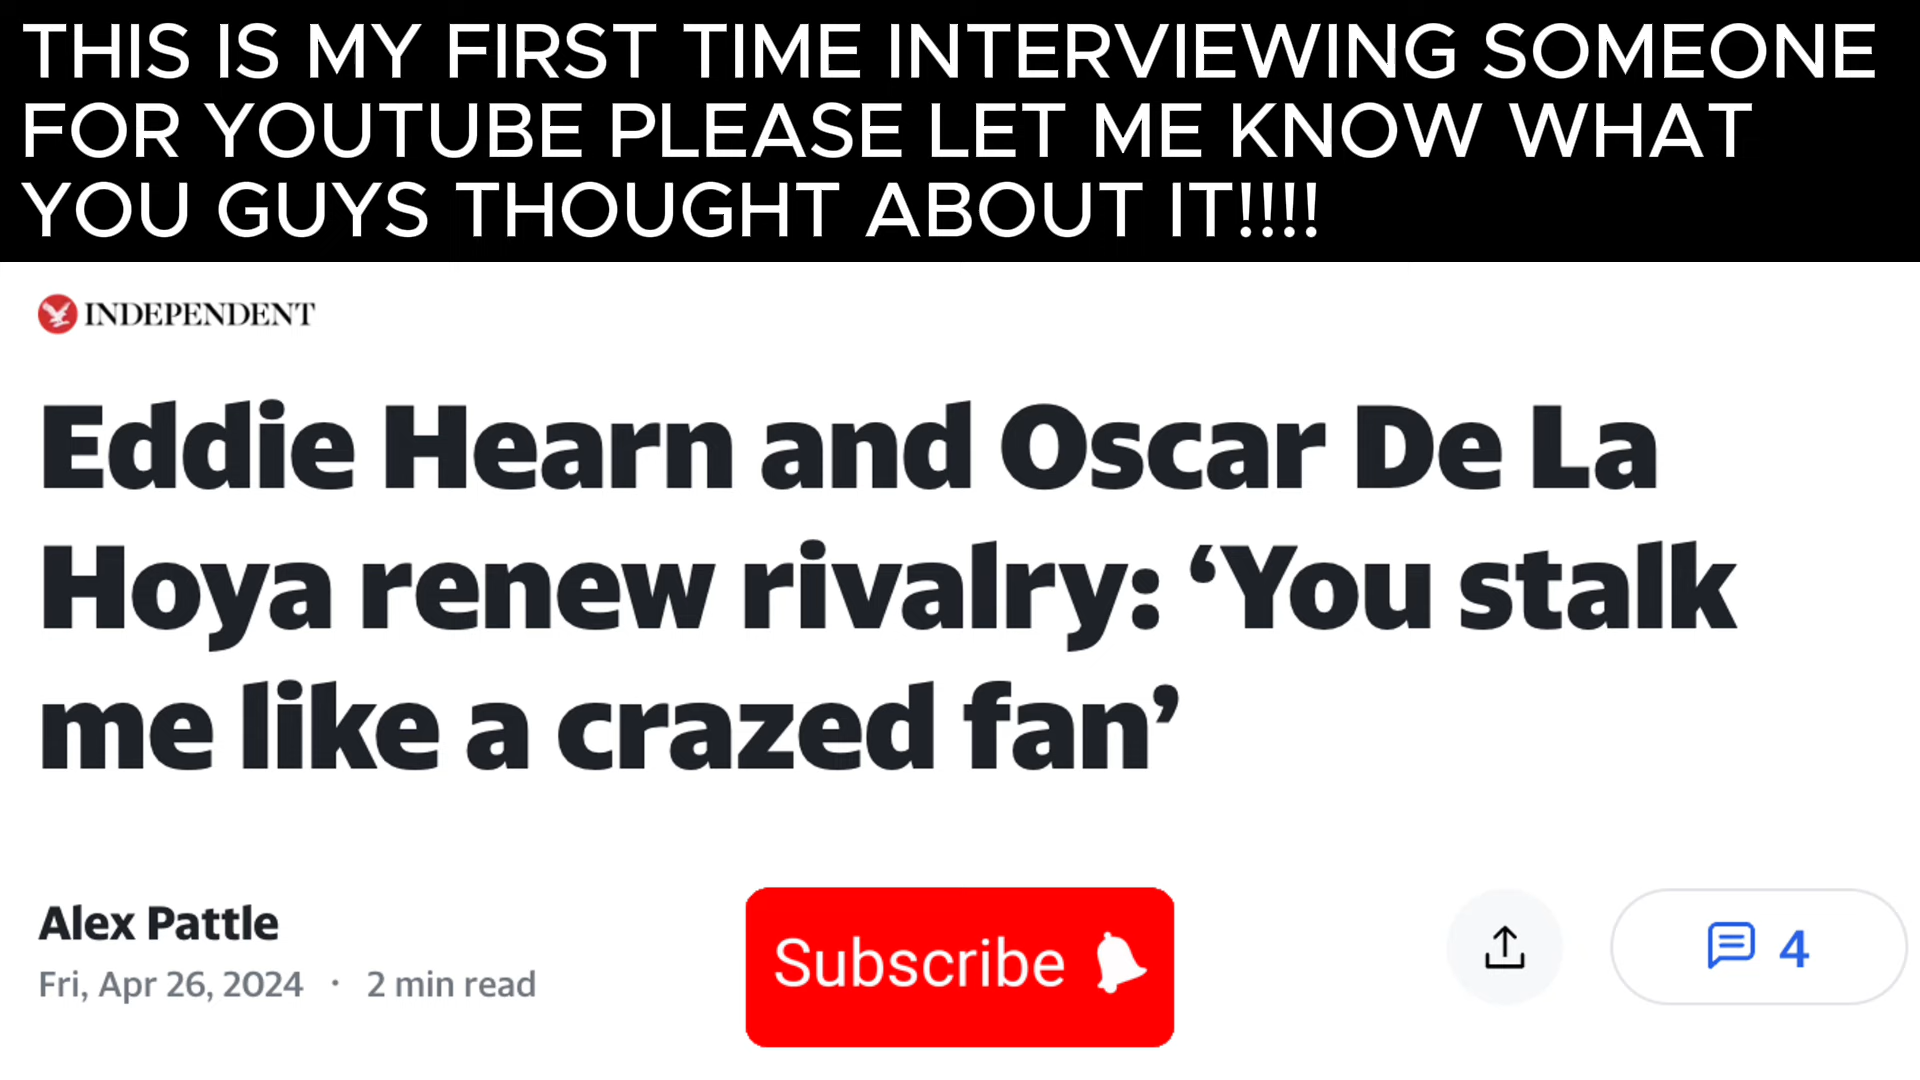 THIS IS MY FIRST TIME INTERVIEWING SOMEONE
FOR YOUTUBE PLEASE LET ME KNOW WHAT
YOU GUYS THOUGHT ABOUT IT!!!!
INDEPENDENT
Eddie Hearn and Oscar De La
Hoya renew rivalry: ‘You stalk
me like a crazed fan’
Alex Pattle
Fri, Apr 26, 2024 · 2 min read
Subscribe
4